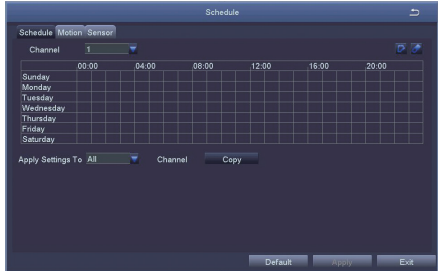 Schedule
Schedule Motion Sensor
Channel 1
00:00 04:00 08:00 12:00 16:00 20:00
Sunday
Monday
Tuesday
Wednesday
Thursday
Friday
Saturday
Apply Settings To All Channel Copy
Default Apply Exit